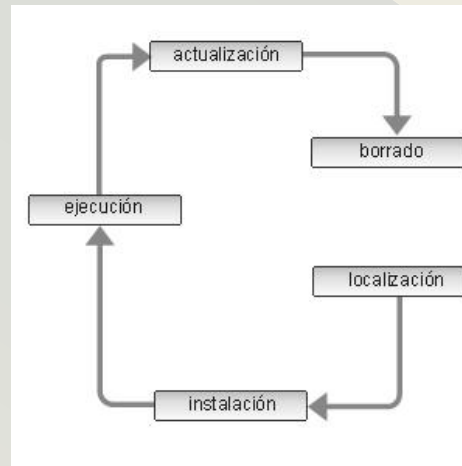 actualización
borrado
ejecución
localización
instalación